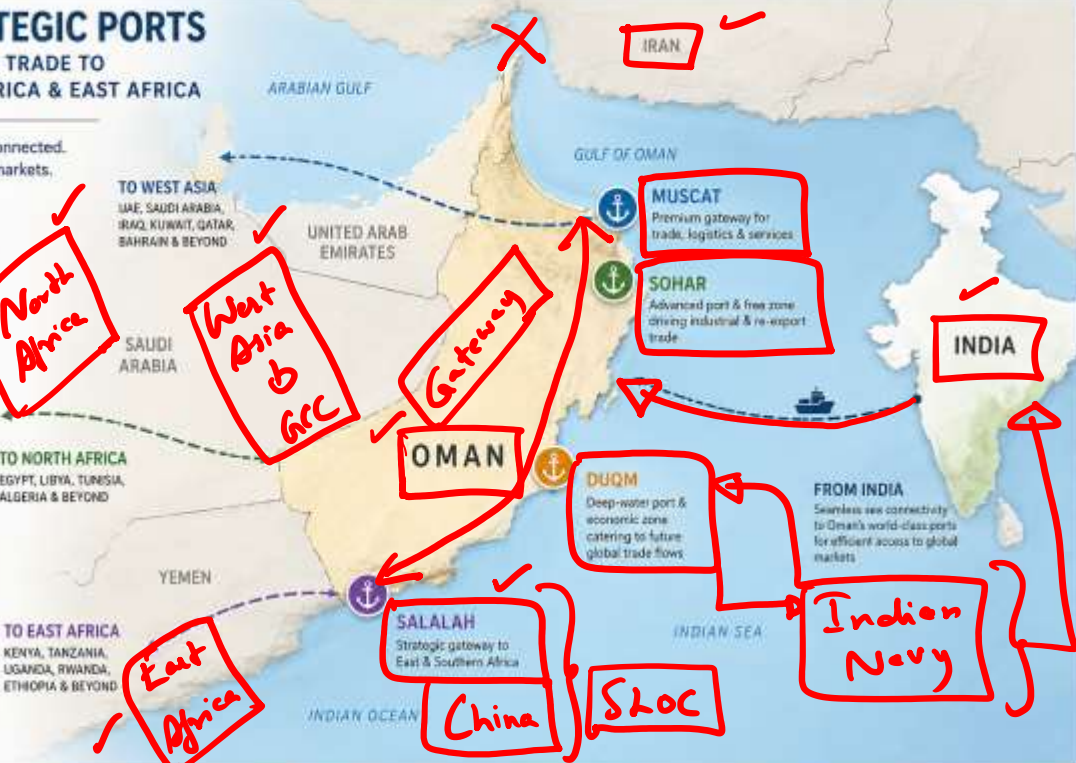 TEGIC PORTS
TRADE TO
RICA & EAST AFRICA
onnected.
narkets.
ARABIAN GULF
IRAN
GULF OF OMAN
TO WEST ASIA
UAE, SAUDI ARABIA,
IRAQ, KUWAIT, QATAR,
BAHRAIN & BEYOND
UNITED ARAB
EMIRATES
MUSCAT
Premium gateway for
trade, logistics & services
SOHAR
Advanced port & free zone
driving industrial & re-export
trade
North
Africa
West
Asia
&
GCC
Gateway
SAUDI
ARABIA
INDIA
OMAN
TO NORTH AFRICA
EGYPT, LIBYA, TUNISIA,
ALGERIA & BEYOND
DUQM
Deep-water port &
economic zone
catering to future
global trade flows
FROM INDIA
Seamless sea connectivity
to Oman's world-class ports
for efficient access to global
markets
YEMEN
SALALAH
Strategic gateway to
East & Southern Africa
INDIAN SEA
Indian
Navy
TO EAST AFRICA
KENYA, TANZANIA,
UGANDA, RWANDA,
ETHIOPIA & BEYOND
East
Africa
INDIAN OCEAN
China
SLOC